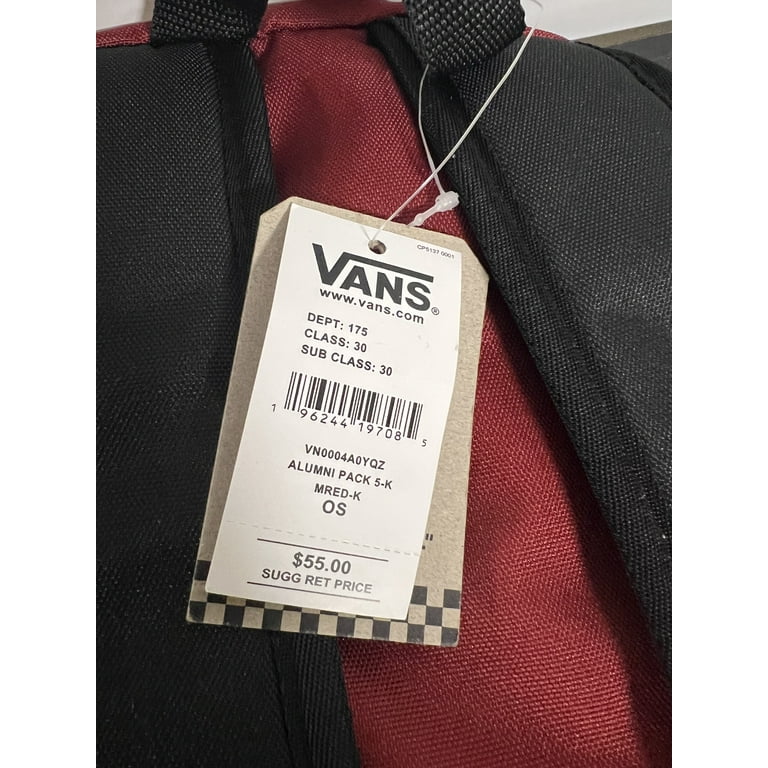 CP5137 0001
VANS®
www.vans.com
DEPT: 175
CLASS: 30
SUB CLASS: 30
1 96244 19708 5
VN0004A0YQZ
ALUMNI PACK 5-K
MRED-K
OS
$55.00
SUGG RET PRICE